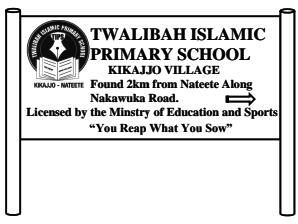 TWALIBAH ISLAMIC PRIMARY SCHOOL
KIKAJJO - NATEETE
TWALIBAH ISLAMIC
PRIMARY SCHOOL
KIKAJJO VILLAGE
Found 2km from Nateete Along
Nakawuka Road.
Licensed by the Minstry of Education and Sports
“You Reap What You Sow”